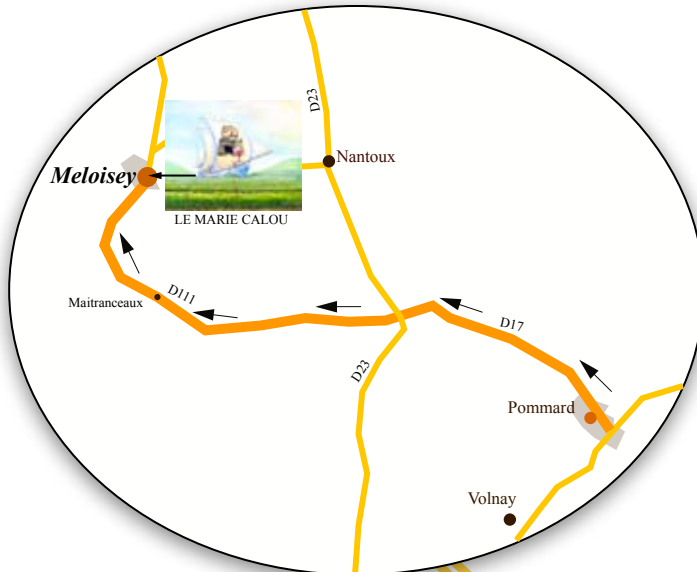 D23
Nantoux
Meloisey
LE MARIE CALOU
D111
Maitranceaux
D17
D23
Pommard
Volnay